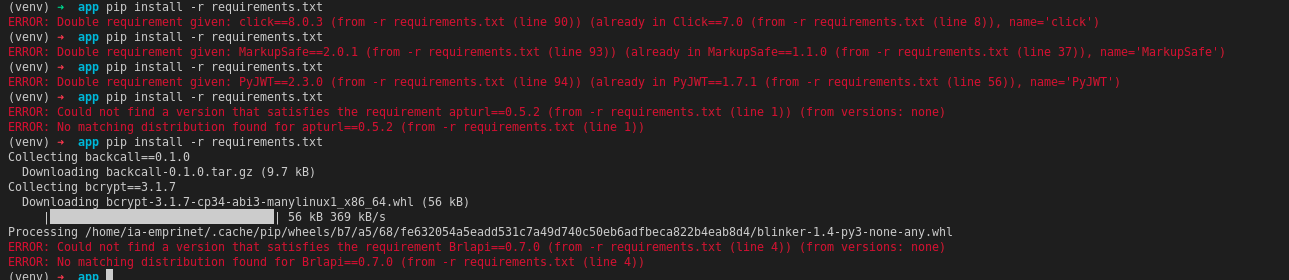 (venv) ➜  app pip install -r requirements.txt
ERROR: Double requirement given: click==8.0.3 (from -r requirements.txt (line 90)) (already in Click==7.0 (from -r requirements.txt (line 8)), name='click')
(venv) ➜  app pip install -r requirements.txt
ERROR: Double requirement given: MarkupSafe==2.0.1 (from -r requirements.txt (line 93)) (already in MarkupSafe==1.1.0 (from -r requirements.txt (line 37)), name='MarkupSafe')
(venv) ➜  app pip install -r requirements.txt
ERROR: Double requirement given: PyJWT==2.3.0 (from -r requirements.txt (line 94)) (already in PyJWT==1.7.1 (from -r requirements.txt (line 56)), name='PyJWT')
(venv) ➜  app pip install -r requirements.txt
ERROR: Could not find a version that satisfies the requirement apturl==0.5.2 (from -r requirements.txt (line 1)) (from versions: none)
ERROR: No matching distribution found for apturl==0.5.2 (from -r requirements.txt (line 1))
(venv) ➜  app pip install -r requirements.txt
Collecting backcall==0.1.0
  Downloading backcall-0.1.0.tar.gz (9.7 kB)
Collecting bcrypt==3.1.7
  Downloading bcrypt-3.1.7-cp34-abi3-manylinux1_x86_64.whl (56 kB)
     |████████████████████████████████| 56 kB 369 kB/s
Processing /home/ia-emprinet/.cache/pip/wheels/b7/a5/68/fe632054a5eadd531c7a49d740c50eb6adfbeca822b4eab8d4/blinker-1.4-py3-none-any.whl
ERROR: Could not find a version that satisfies the requirement Brlapi==0.7.0 (from -r requirements.txt (line 4)) (from versions: none)
ERROR: No matching distribution found for Brlapi==0.7.0 (from -r requirements.txt (line 4))
(venv) ➜  app